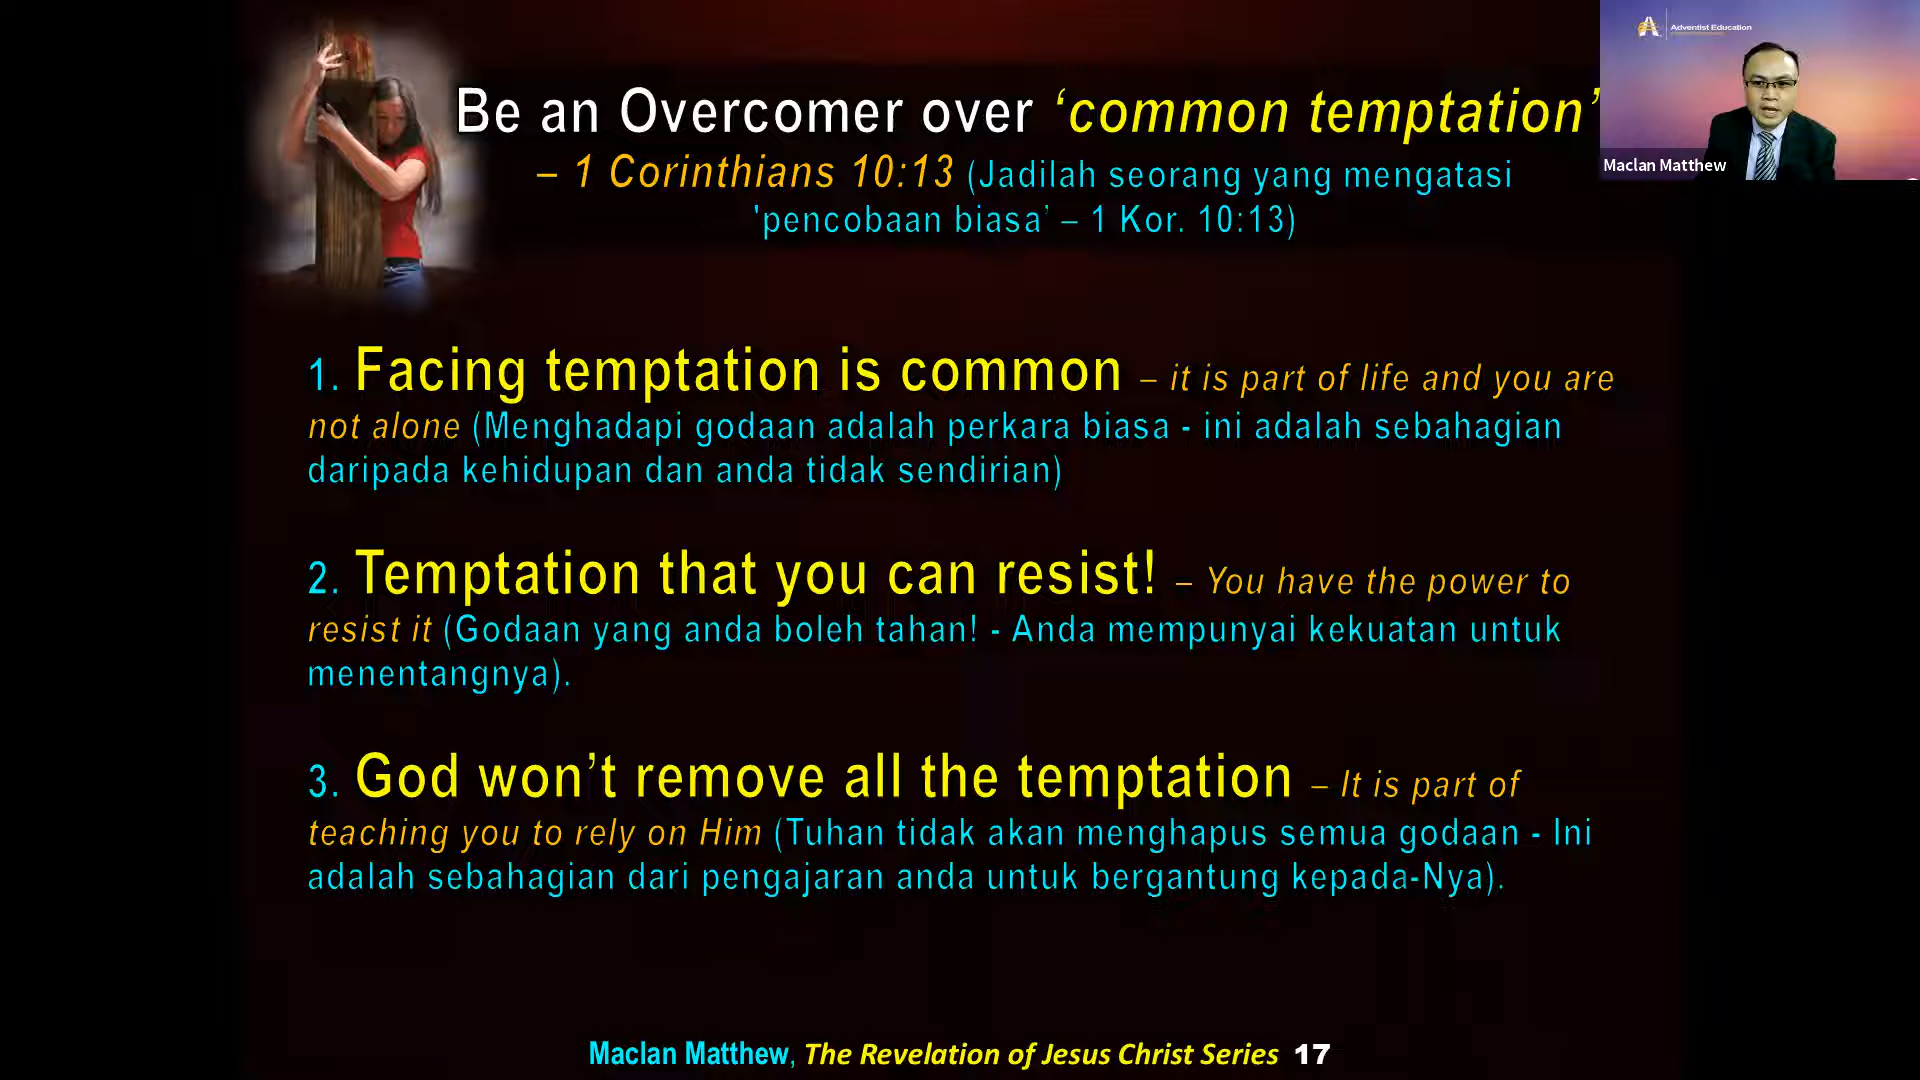 Be an Overcomer over ‘common temptation’
– 1 Corinthians 10:13 (Jadilah seorang yang mengatasi
'pencobaan biasa’ – 1 Kor. 10:13)
Adventist Education
Maclan Matthew
1. Facing temptation is common – it is part of life and you are
not alone (Menghadapi godaan adalah perkara biasa - ini adalah sebahagian
daripada kehidupan dan anda tidak sendirian)
2. Temptation that you can resist! – You have the power to
resist it (Godaan yang anda boleh tahan! - Anda mempunyai kekuatan untuk
menentangnya).
3. God won’t remove all the temptation – It is part of
teaching you to rely on Him (Tuhan tidak akan menghapus semua godaan - Ini
adalah sebahagian dari pengajaran anda untuk bergantung kepada-Nya).
Maclan Matthew, The Revelation of Jesus Christ Series 17